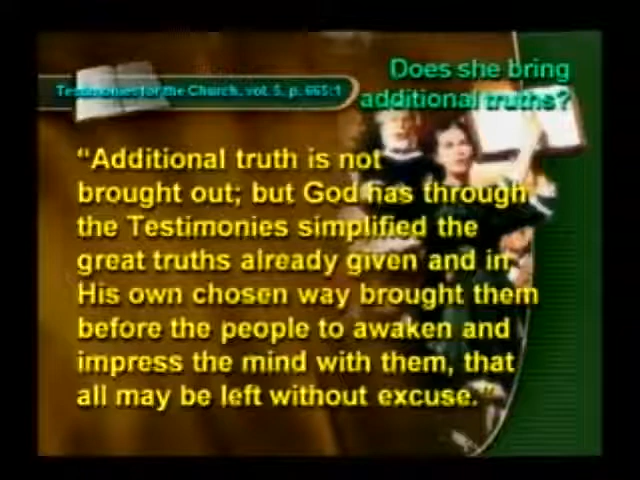 Does she bring
Testimonies for the Church, vol. 5, p. 665:1
additional truths?
“Additional truth is not
brought out; but God has through
the Testimonies simplified the
great truths already given and in
His own chosen way brought them
before the people to awaken and
impress the mind with them, that
all may be left without excuse.”